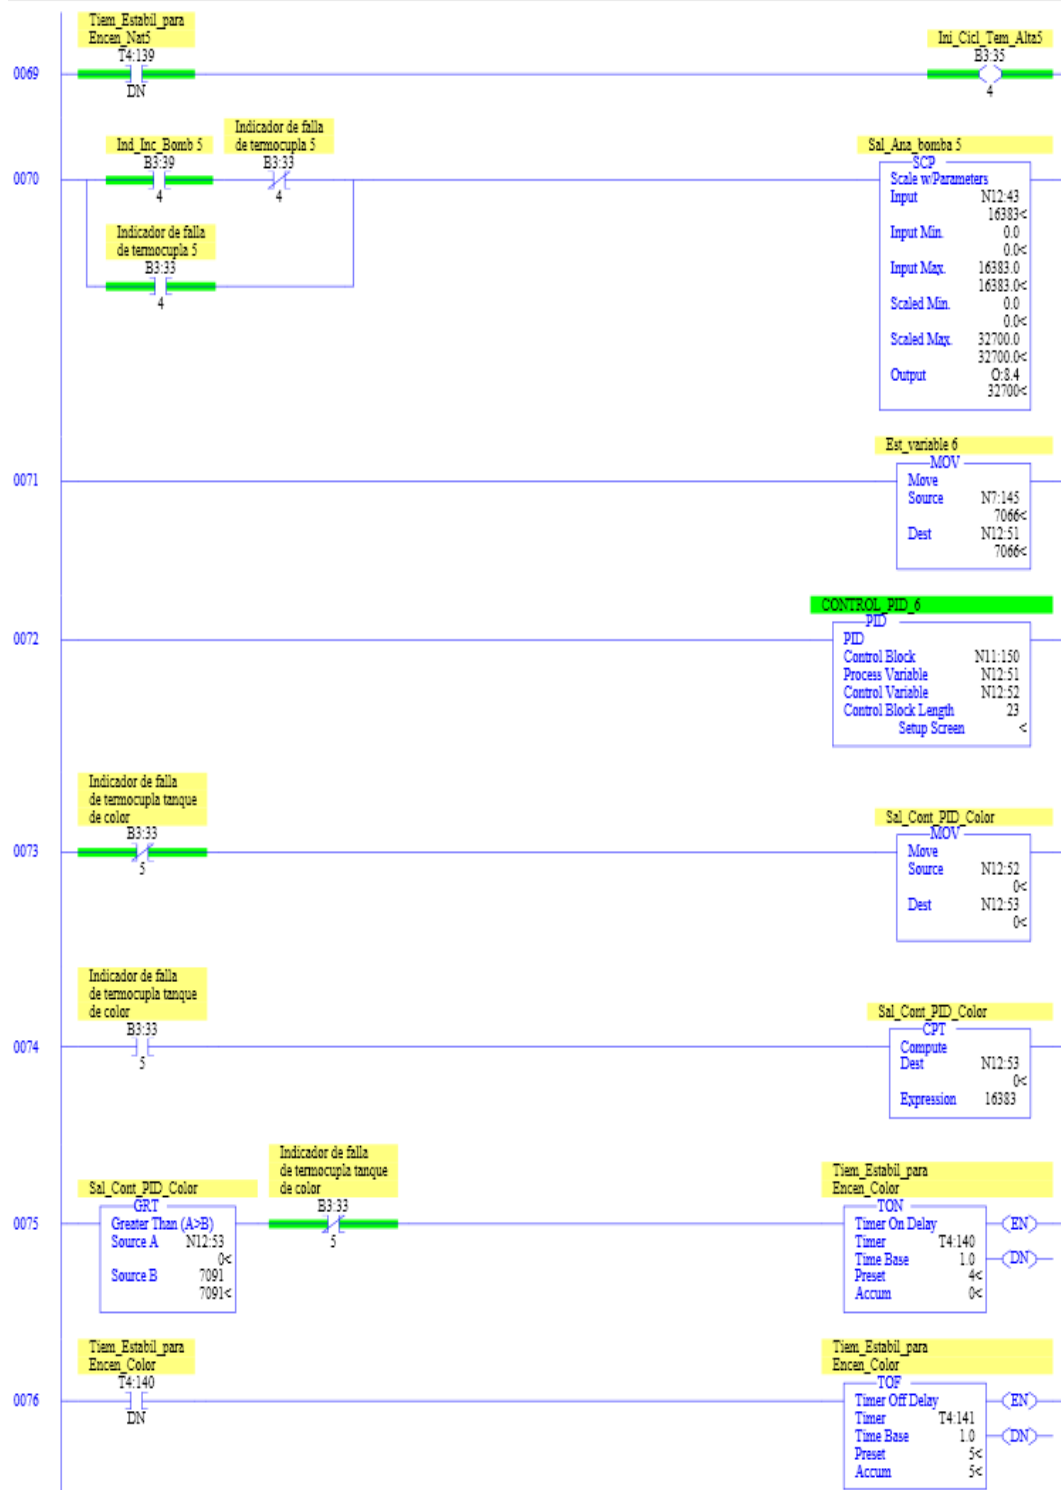 Tiem_Estabil_para
Encen_Nat5
T4:139
DN
Ini_Cicl_Tem_Alta5
B3:35
4
0069
Ind_Inc_Bomb 5
B3:39
4
Indicador de falla
de termocupla 5
B3:33
4
Sal_Ana_bomba 5
0070
SCP
Scale w/Parameters
Input N12:43
16383<
Input Min. 0.0
0.0<
Input Max. 16383.0
16383.0<
Scaled Min. 0.0
0.0<
Scaled Max. 32700.0
32700.0<
Output O:8.4
32700<
Indicador de falla
de termocupla 5
B3:33
4
Est_variable 6
0071
MOV
Move
Source N7:145
7066<
Dest N12:51
7066<
CONTROL_PID_6
0072
PID
PID
Control Block N11:150
Process Variable N12:51
Control Variable N12:52
Control Block Length 23
Setup Screen <
Indicador de falla
de termocupla tanque
de color
B3:33
5
0073
Sal_Cont_PID_Color
MOV
Move
Source N12:52
0<
Dest N12:53
0<
Indicador de falla
de termocupla tanque
de color
B3:33
5
0074
Sal_Cont_PID_Color
CPT
Compute
Dest N12:53
0<
Expression 16383
Sal_Cont_PID_Color
0075
GRT
Greater Than (A>B)
Source A N12:53
0<
Source B 7091
7091<
Indicador de falla
de termocupla tanque
de color
B3:33
5
Tiem_Estabil_para
Encen_Color
TON
Timer On Delay
Timer T4:140
Time Base 1.0
Preset 4<
Accum 0<
EN
DN
Tiem_Estabil_para
Encen_Color
T4:140
DN
0076
Tiem_Estabil_para
Encen_Color
TOF
Timer Off Delay
Timer T4:141
Time Base 1.0
Preset 5<
Accum 5<
EN
DN